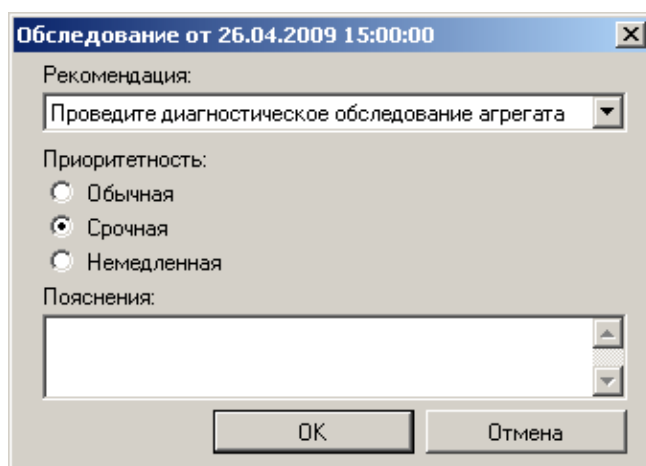 Обследование от 26.04.2009 15:00:00
Рекомендация:
Проведите диагностическое обследование агрегата
Приоритетность:
Обычная
Срочная
Немедленная
Пояснения:
OK
Отмена